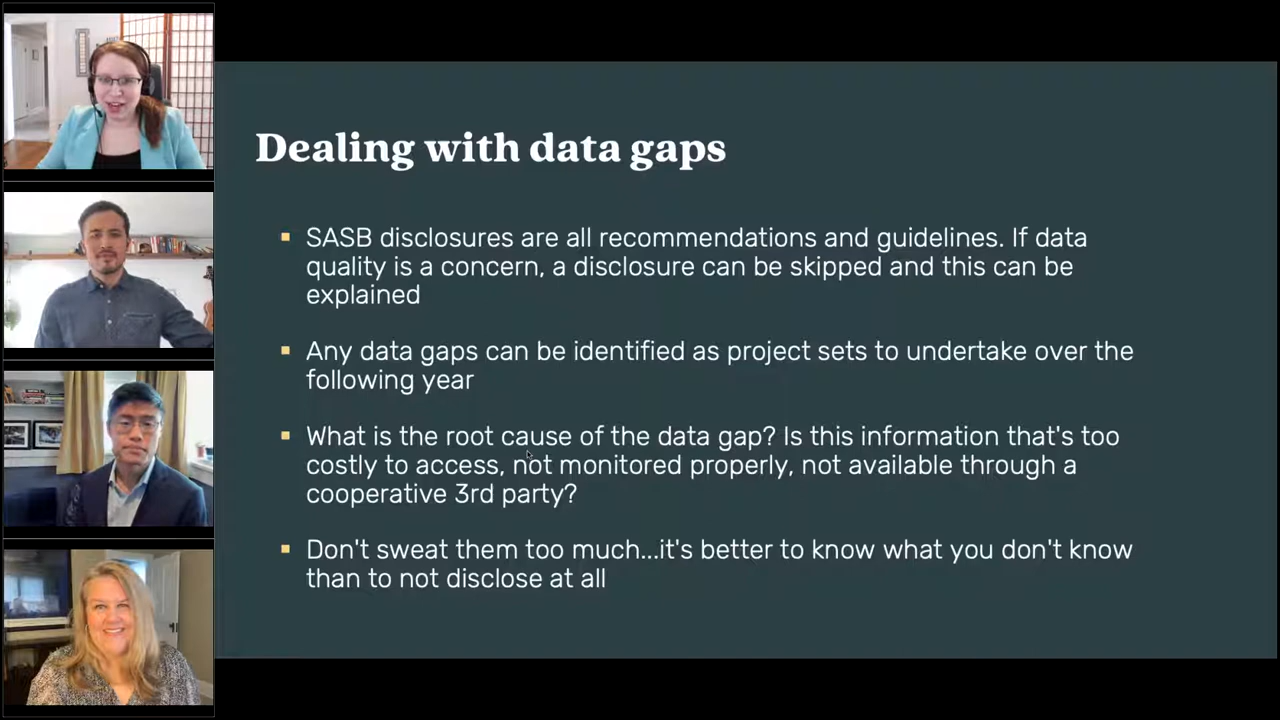 Dealing with data gaps
SASB disclosures are all recommendations and guidelines. If data
quality is a concern, a disclosure can be skipped and this can be
explained
Any data gaps can be identified as project sets to undertake over the
following year
What is the root cause of the data gap? Is this information that's too
costly to access, not monitored properly, not available through a
cooperative 3rd party?
Don't sweat them too much...it's better to know what you don't know
than to not disclose at all